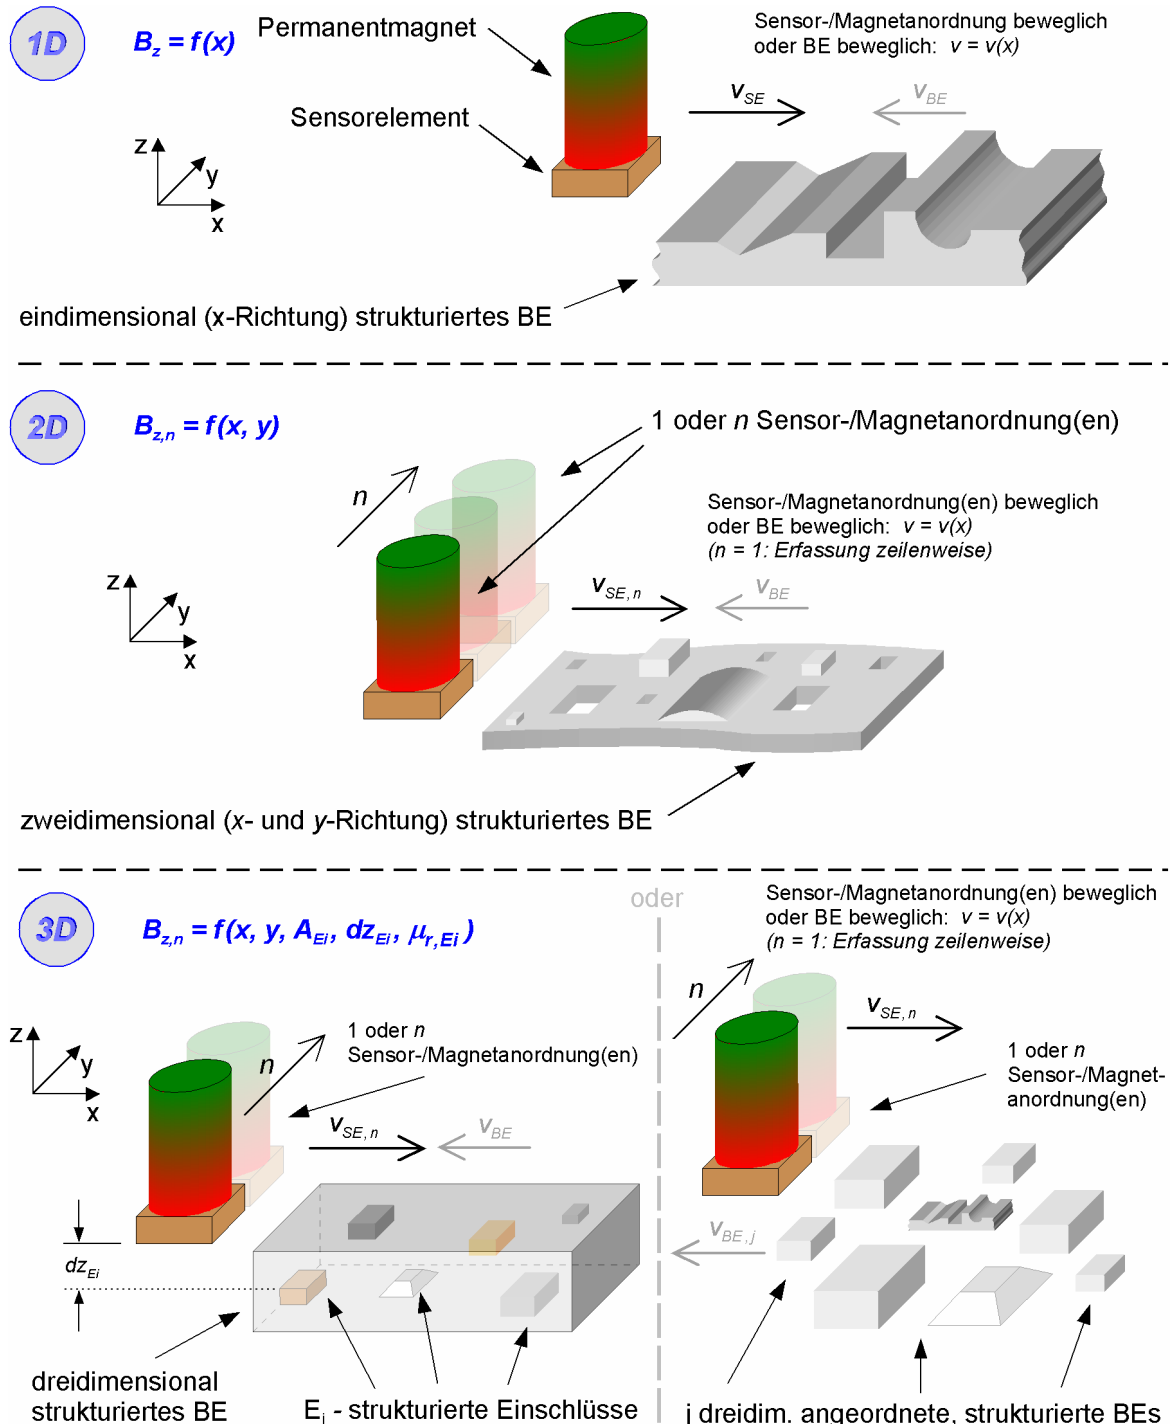 1D
B_z = f(x)
Permanentmagnet
Sensorelement
Sensor-/Magnetanordnung beweglich
oder BE beweglich: v = v(x)
v_SE
v_BE
z
y
x
eindimensional (x-Richtung) strukturiertes BE
2D
B_z,n = f(x, y)
1 oder n Sensor-/Magnetanordnung(en)
n
Sensor-/Magnetanordnung(en) beweglich
oder BE beweglich: v = v(x)
(n = 1: Erfassung zeilenweise)
v_SE,n
v_BE
z
y
x
zweidimensional (x- und y-Richtung) strukturiertes BE
3D
B_z,n = f(x, y, A_Ei, dz_Ei, μ_r,Ei)
oder
Sensor-/Magnetanordnung(en) beweglich
oder BE beweglich: v = v(x)
(n = 1: Erfassung zeilenweise)
z
y
x
n
1 oder n
Sensor-/Magnetanordnung(en)
v_SE,n
v_BE
dz_Ei
dreidimensional
strukturiertes BE
E_i - strukturierte Einschlüsse
n
v_SE,n
1 oder n
Sensor-/Magnet-
anordnung(en)
v_BE,j
j dreidim. angeordnete, strukturierte BEs